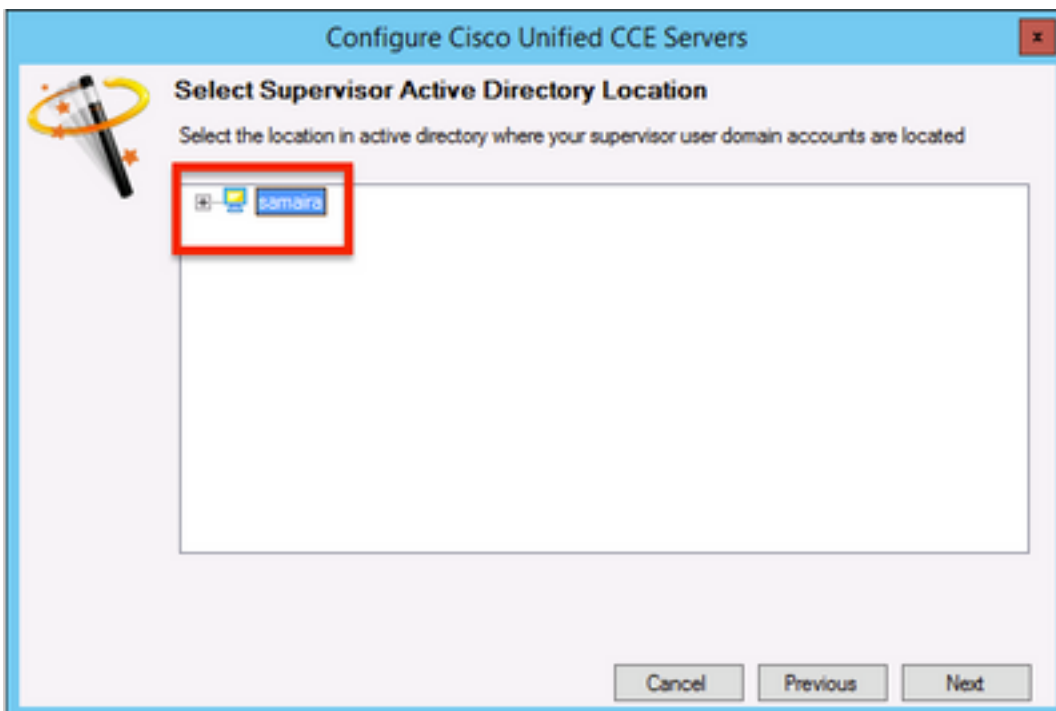 Configure Cisco Unified CCE Servers
x
Select Supervisor Active Directory Location
Select the location in active directory where your supervisor user domain accounts are located
samaira
Cancel
Previous
Next